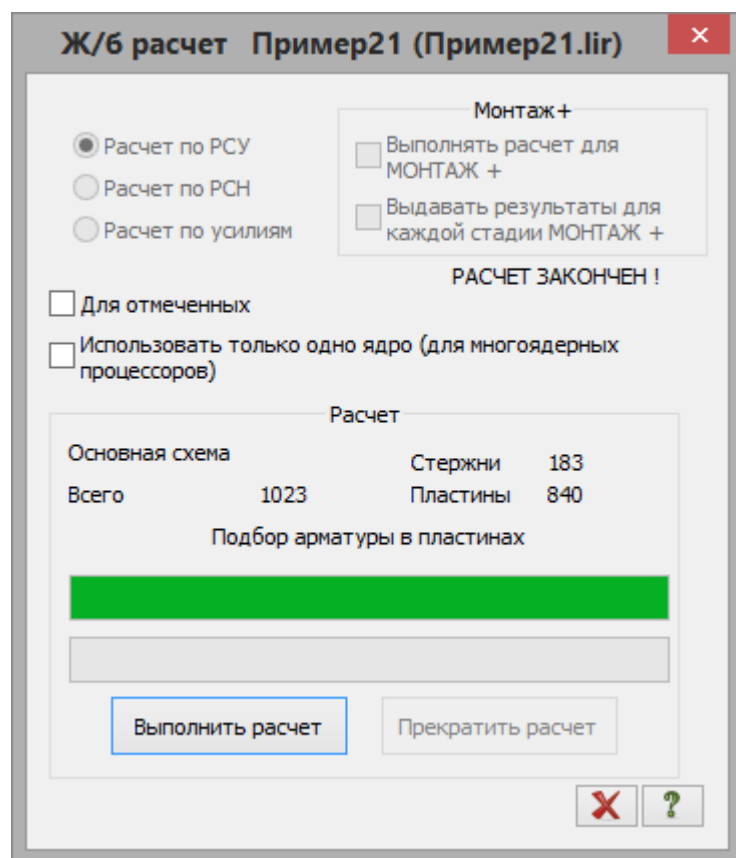 Ж/б расчет Пример21 (Пример21.lir)
Монтаж+
Расчет по РСУ
Расчет по РСН
Расчет по усилиям
Выполнять расчет для
МОНТАЖ +
Выдавать результаты для
каждой стадии МОНТАЖ +
РАСЧЕТ ЗАКОНЧЕН !
Для отмеченных
Использовать только одно ядро (для многоядерных
процессоров)
Расчет
Основная схема
Стержни 183
Всего 1023 Пластины 840
Подбор арматуры в пластинах
Выполнить расчет Прекратить расчет
?